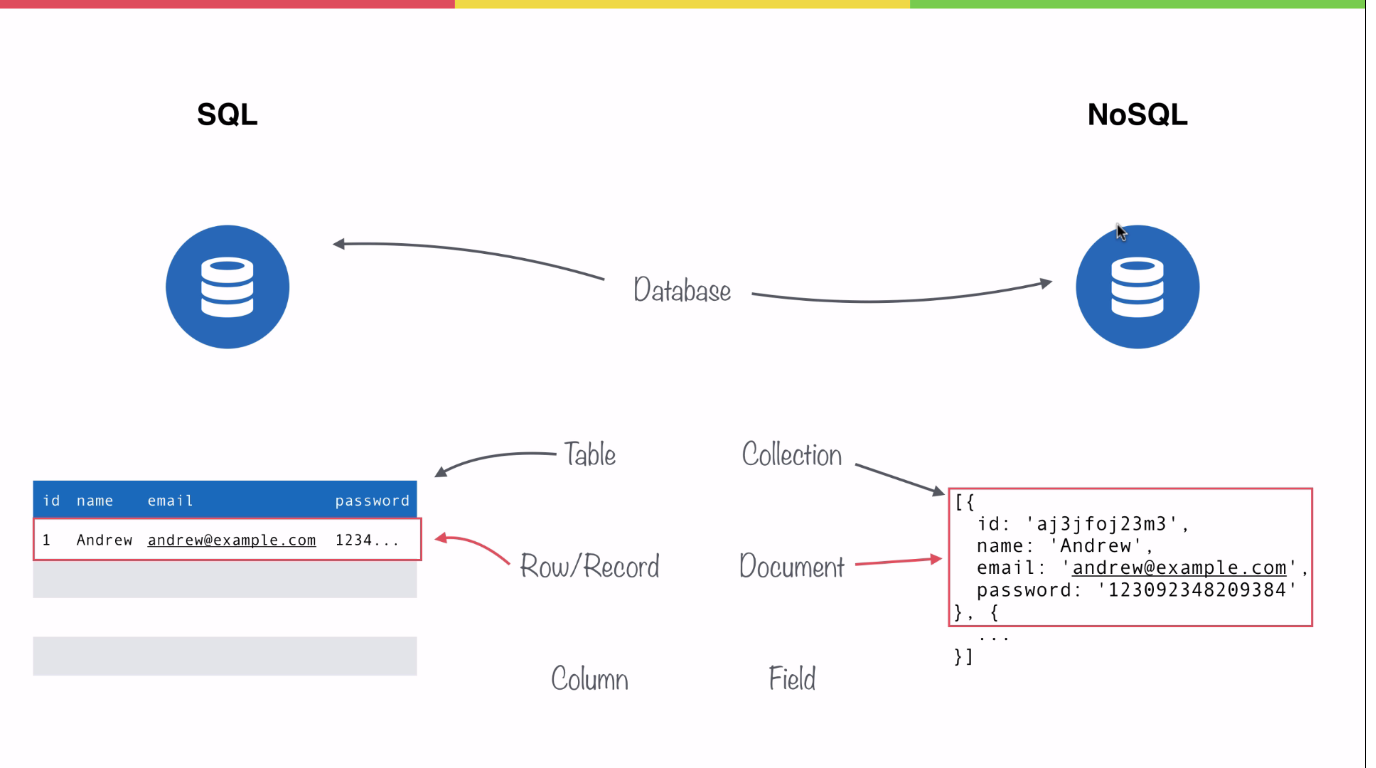 SQL
NoSQL
Database
Table
Collection
id name email password
1 Andrew andrew@example.com 1234...
Row/Record
Document
Column
Field
[{
id: 'aj3jfoj23m3',
name: 'Andrew',
email: 'andrew@example.com',
password: '123092348209384'
}, {
...
}]